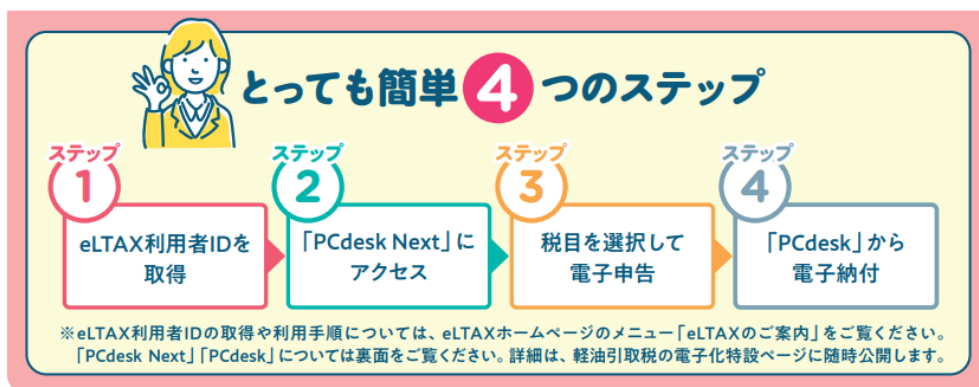 とっても簡単4つのステップ
ステップ
1
eLTAX利用者IDを
取得
ステップ
2
「PCdesk Next」に
アクセス
ステップ
3
税目を選択して
電子申告
ステップ
4
「PCdesk」から
電子納付
※eLTAX利用者IDの取得や利用手順については、eLTAXホームページのメニュー「eLTAXのご案内」をご覧ください。
「PCdesk Next」「PCdesk」については裏面をご覧ください。詳細は、軽油引取税の電子化特設ページに随時公開します。